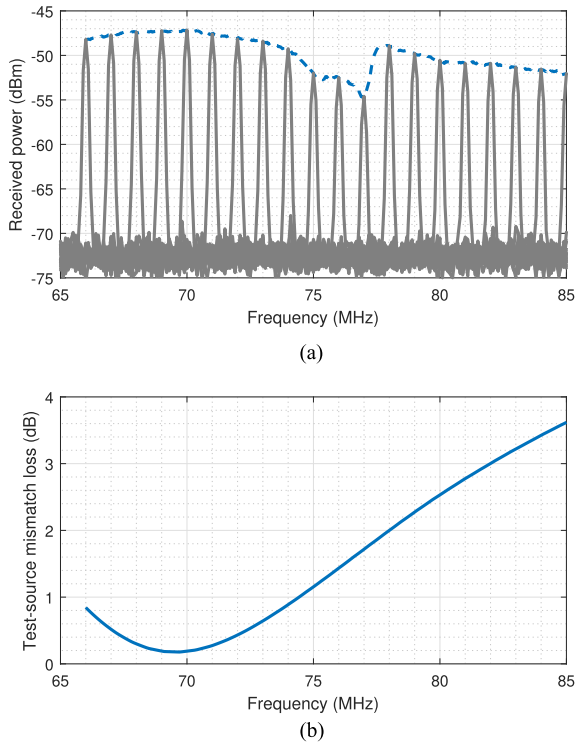 -45
-50
-55
-60
-65
-70
-75
Received power (dBm)
65 70 75 80 85
Frequency (MHz)
(a)
4
3
2
1
0
Test-source mismatch loss (dB)
65 70 75 80 85
Frequency (MHz)
(b)